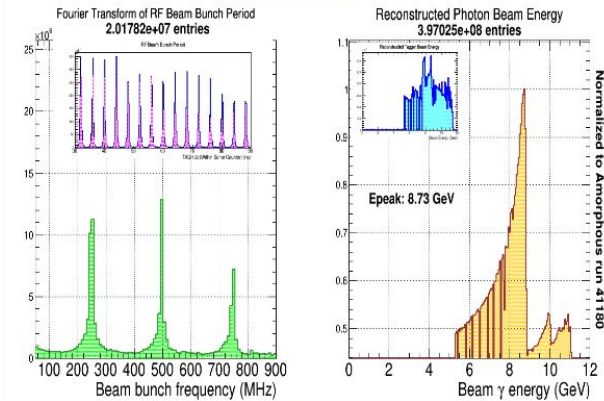 Fourier Transform of RF Beam Bunch Period
2.01782e+07 entries
×10⁶
RF Beam Bunch Period
25
20
15
10
5
0
100 200 300 400 500 600 700 800 900
Beam bunch frequency (MHz)
Reconstructed Photon Beam Energy
3.97025e+08 entries
Reconstructed Tagger Beam Energy
Epeak: 8.73 GeV
1.1
1
0.9
0.8
0.7
0.6
0.5
0 2 4 6 8 10 12
Beam γ energy (GeV)
Normalized to Amorphous run 41180